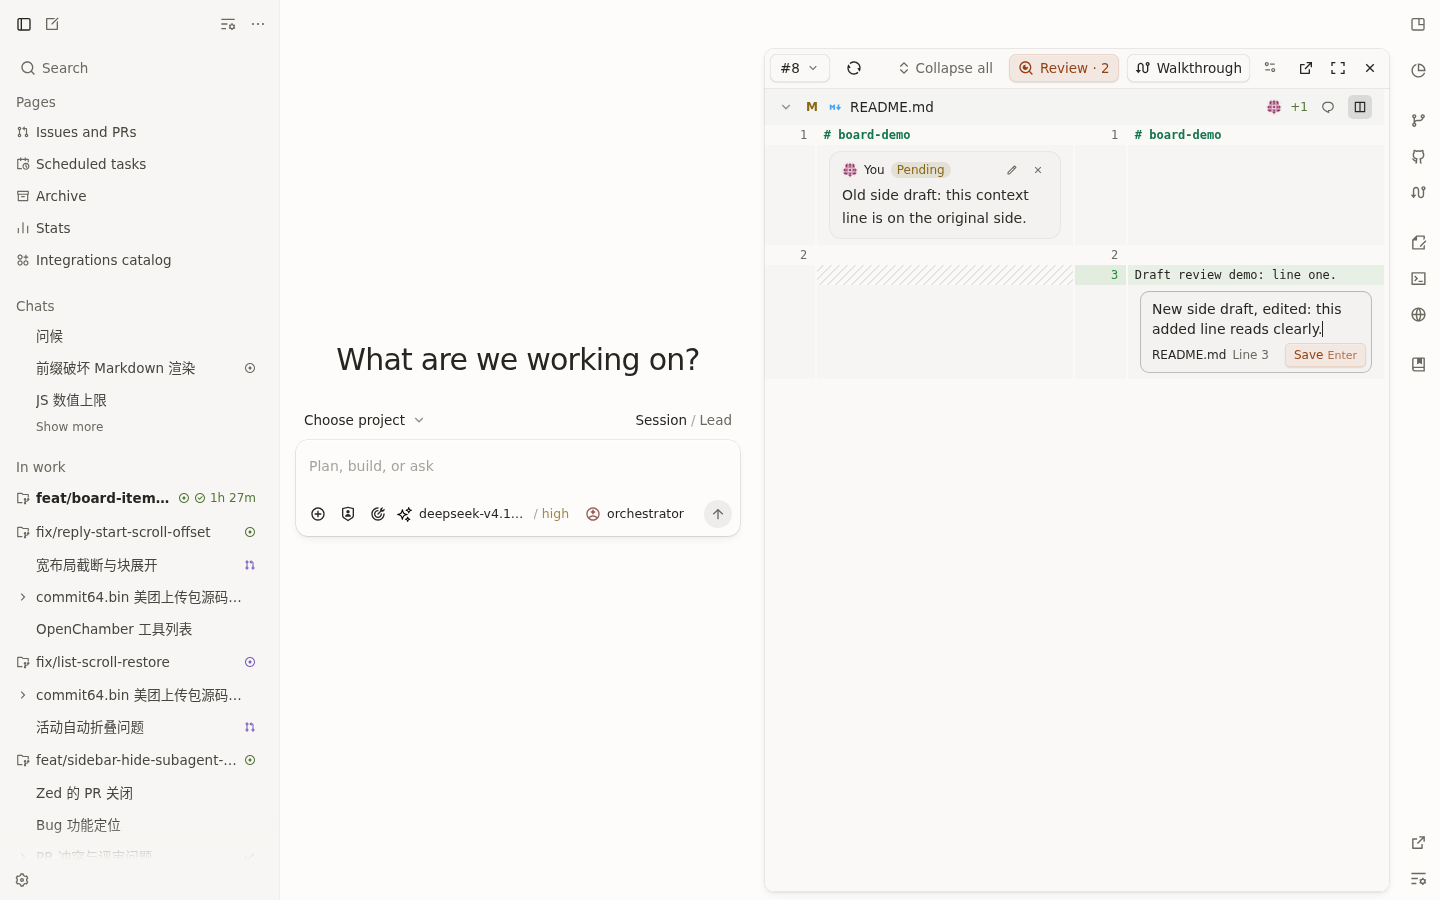 Search
Pages
Issues and PRs
Scheduled tasks
Archive
Stats
Integrations catalog
Chats
问候
前缀破坏 Markdown 渲染
JS 数值上限
Show more
In work
feat/board-item... 1h 27m
fix/reply-start-scroll-offset
宽布局截断与块展开
commit64.bin 美团上传包源码...
OpenChamber 工具列表
fix/list-scroll-restore
commit64.bin 美团上传包源码...
活动自动折叠问题
feat/sidebar-hide-subagent-...
Zed 的 PR 关闭
Bug 功能定位
PR 冲突与评审问题
What are we working on?
Choose project
Session / Lead
Plan, build, or ask
deepseek-v4.1... / high
orchestrator
#8
Collapse all
Review · 2
Walkthrough
M README.md +1
1 # board-demo
1 # board-demo
You Pending
Old side draft: this context
line is on the original side.
2
2
3 Draft review demo: line one.
New side draft, edited: this
added line reads clearly.
README.md Line 3
Save Enter